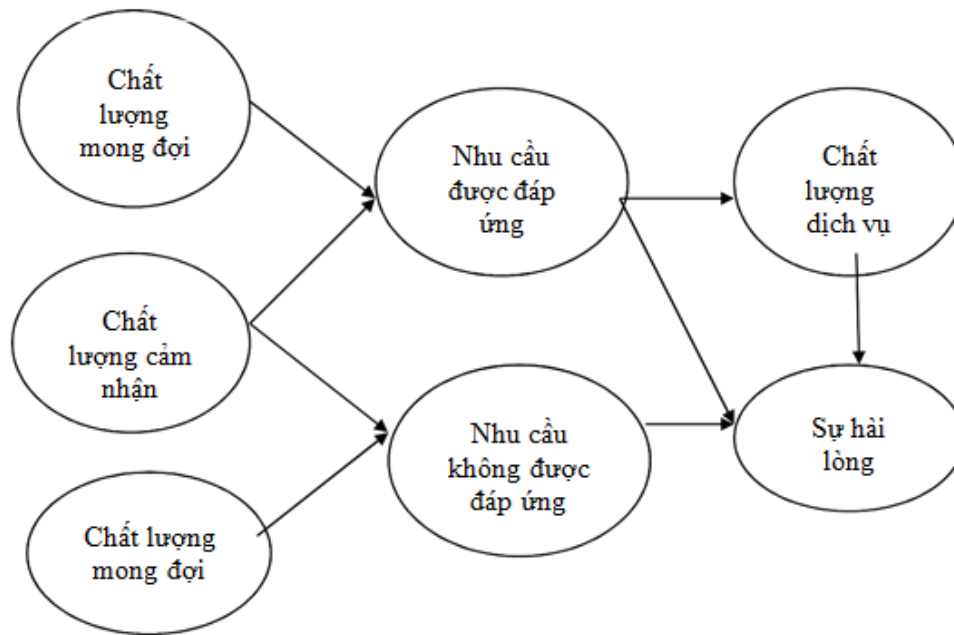 Chất
lượng
mong đợi
Nhu cầu
được đáp
ứng
Chất
lượng
dịch vụ
Chất
lượng cảm
nhận
Nhu cầu
không được
đáp ứng
Sự hài
lòng
Chất lượng
mong đợi